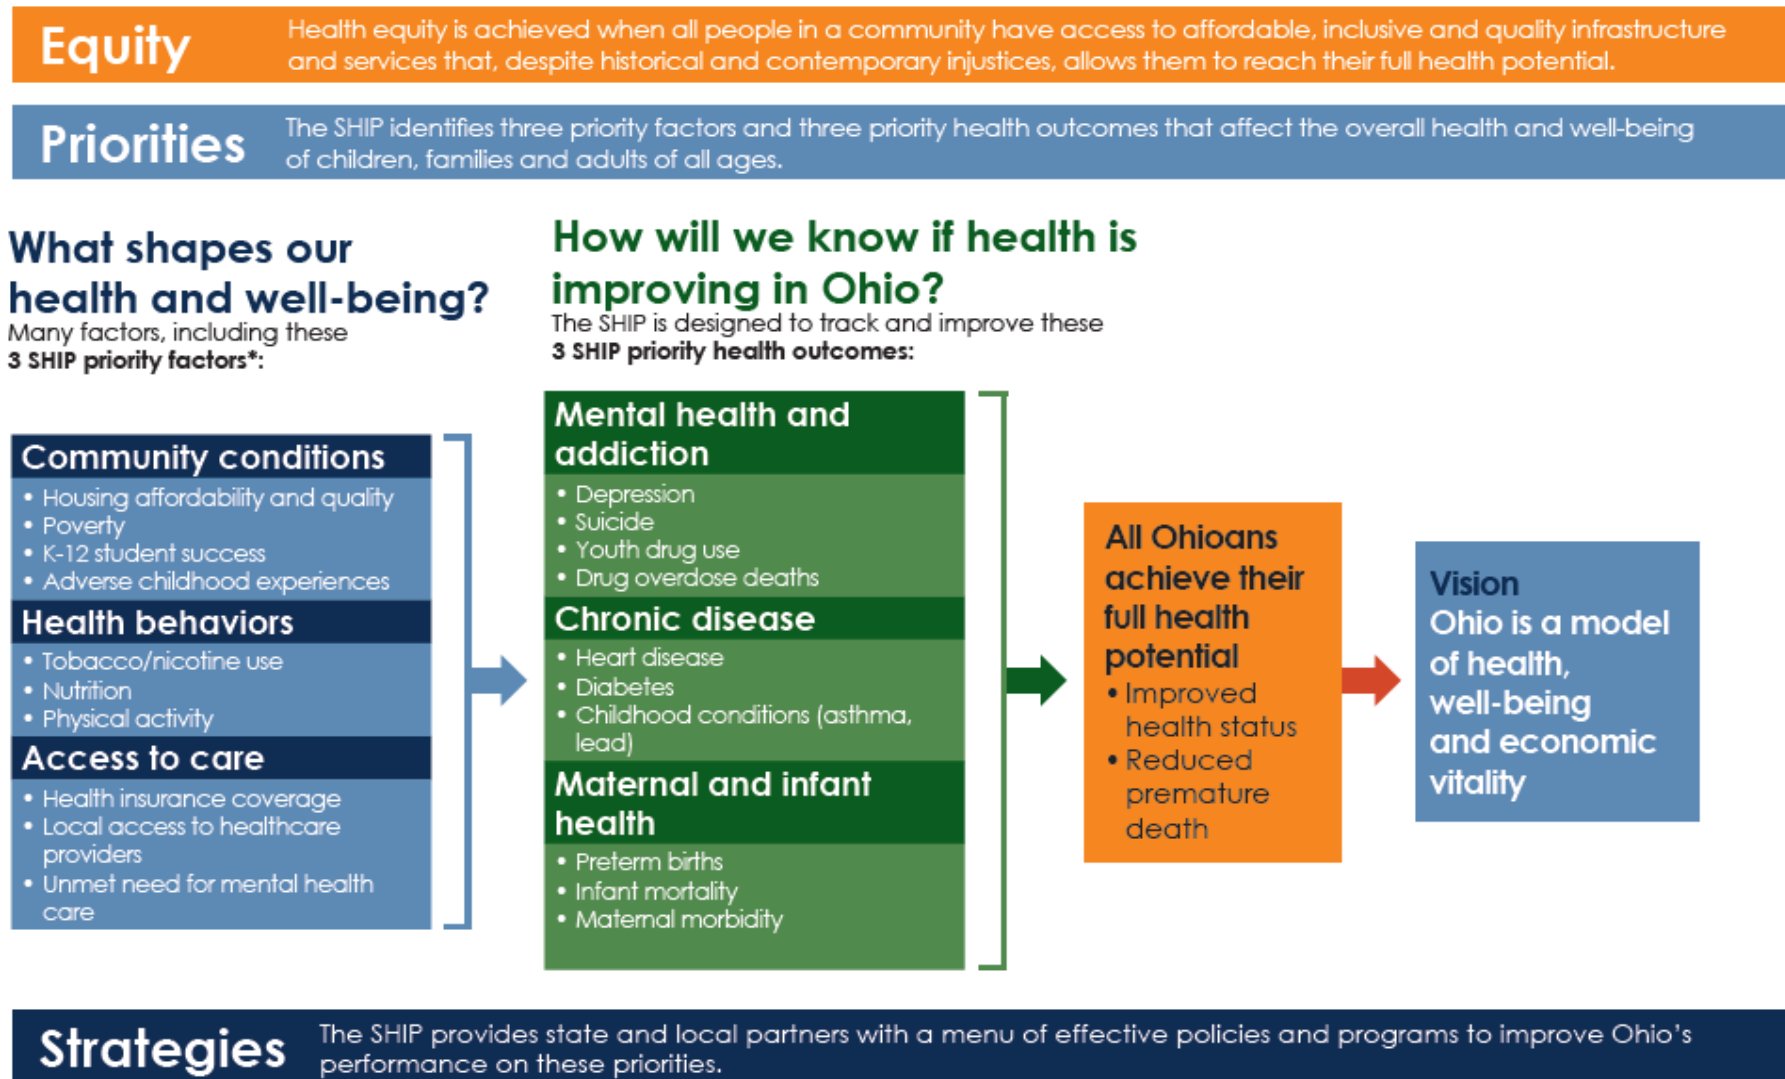 Equity
Health equity is achieved when all people in a community have access to affordable, inclusive and quality infrastructure
and services that, despite historical and contemporary injustices, allows them to reach their full health potential.
Priorities
The SHIP identifies three priority factors and three priority health outcomes that affect the overall health and well-being
of children, families and adults of all ages.
What shapes our
health and well-being?
Many factors, including these
3 SHIP priority factors*:
Community conditions
• Housing affordability and quality
• Poverty
• K-12 student success
• Adverse childhood experiences
Health behaviors
• Tobacco/nicotine use
• Nutrition
• Physical activity
Access to care
• Health insurance coverage
• Local access to healthcare
providers
• Unmet need for mental health
care
How will we know if health is
improving in Ohio?
The SHIP is designed to track and improve these
3 SHIP priority health outcomes:
Mental health and
addiction
• Depression
• Suicide
• Youth drug use
• Drug overdose deaths
Chronic disease
• Heart disease
• Diabetes
• Childhood conditions (asthma,
lead)
Maternal and infant
health
• Preterm births
• Infant mortality
• Maternal morbidity
All Ohioans
achieve their
full health
potential
• Improved
health status
• Reduced
premature
death
Vision
Ohio is a model
of health,
well-being
and economic
vitality
Strategies
The SHIP provides state and local partners with a menu of effective policies and programs to improve Ohio's
performance on these priorities.